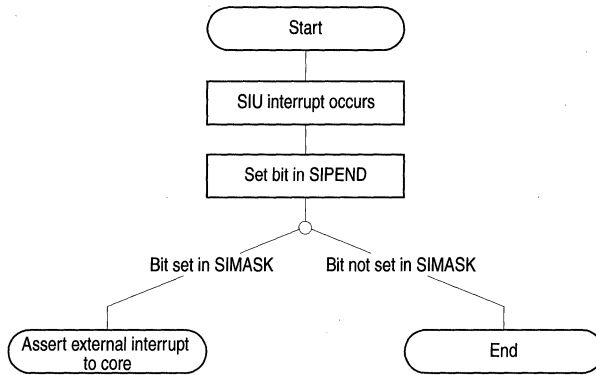 Start
SIU interrupt occurs
Set bit in SIPEND
Bit set in SIMASK
Bit not set in SIMASK
Assert external interrupt
to core
End